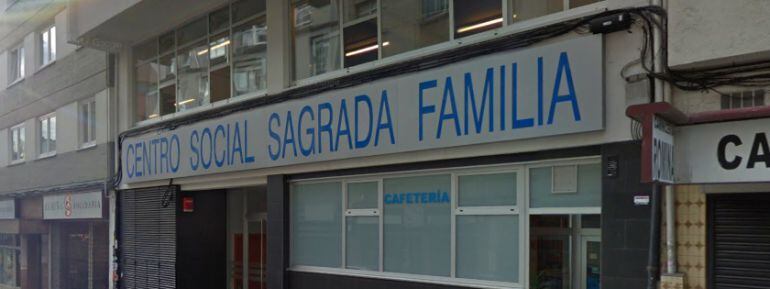 CENTRO SOCIAL SAGRADA FAMILIA
CAFETERÍA
CA